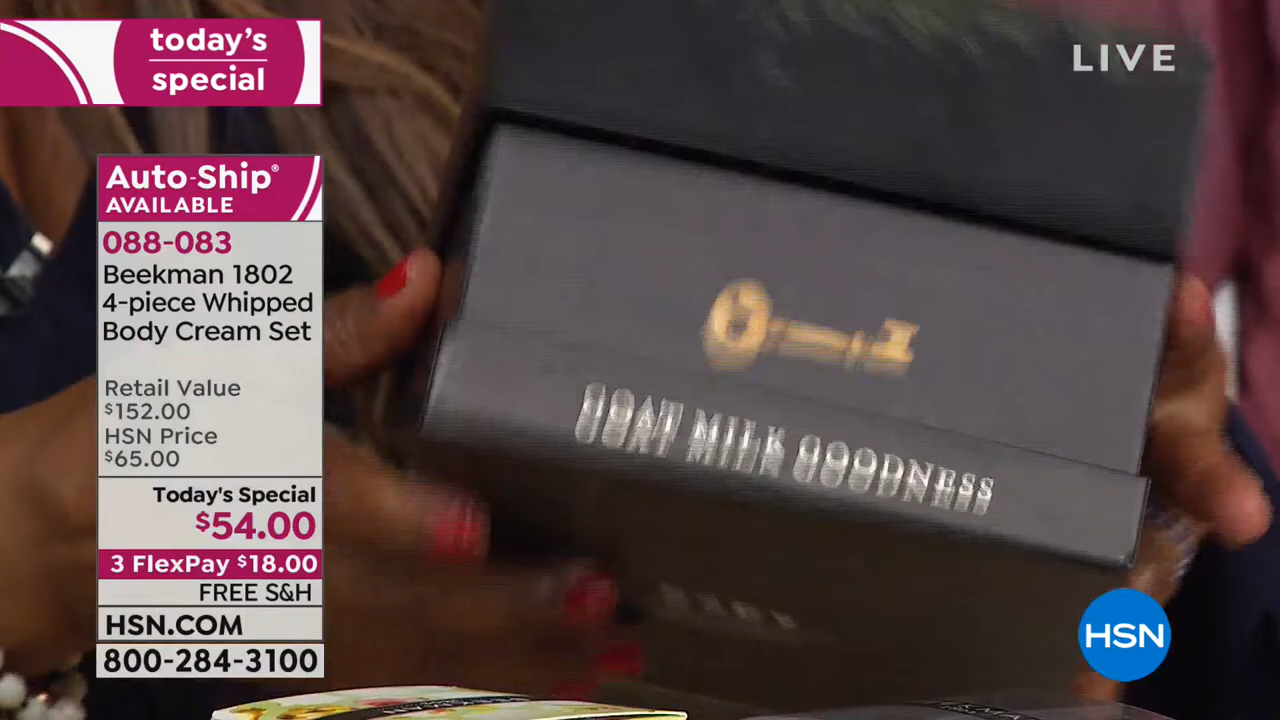 today's
special
LIVE
Auto-Ship®
AVAILABLE
088-083
Beekman 1802
4-piece Whipped
Body Cream Set
Retail Value
$152.00
HSN Price
$65.00
Today's Special
$54.00
3 FlexPay $18.00
FREE S&H
HSN.COM
800-284-3100
GOAT MILK GOODNESS
HSN